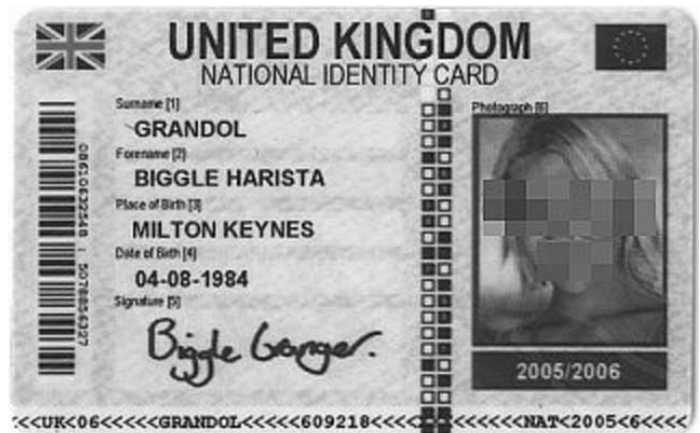 UNITED KINGDOM
NATIONAL IDENTITY CARD
Surname [1]
GRANDOL
Forename [2]
BIGGLE HARISTA
Place of Birth [3]
MILTON KEYNES
Date of Birth [4]
04-08-1984
Signature [5]
Biggle
Photograph [6]
2005/2006
<<UK<06<<<<<GRANDOL<<<<<609218<<<< <<<<<<NAT<2005<6<<<<